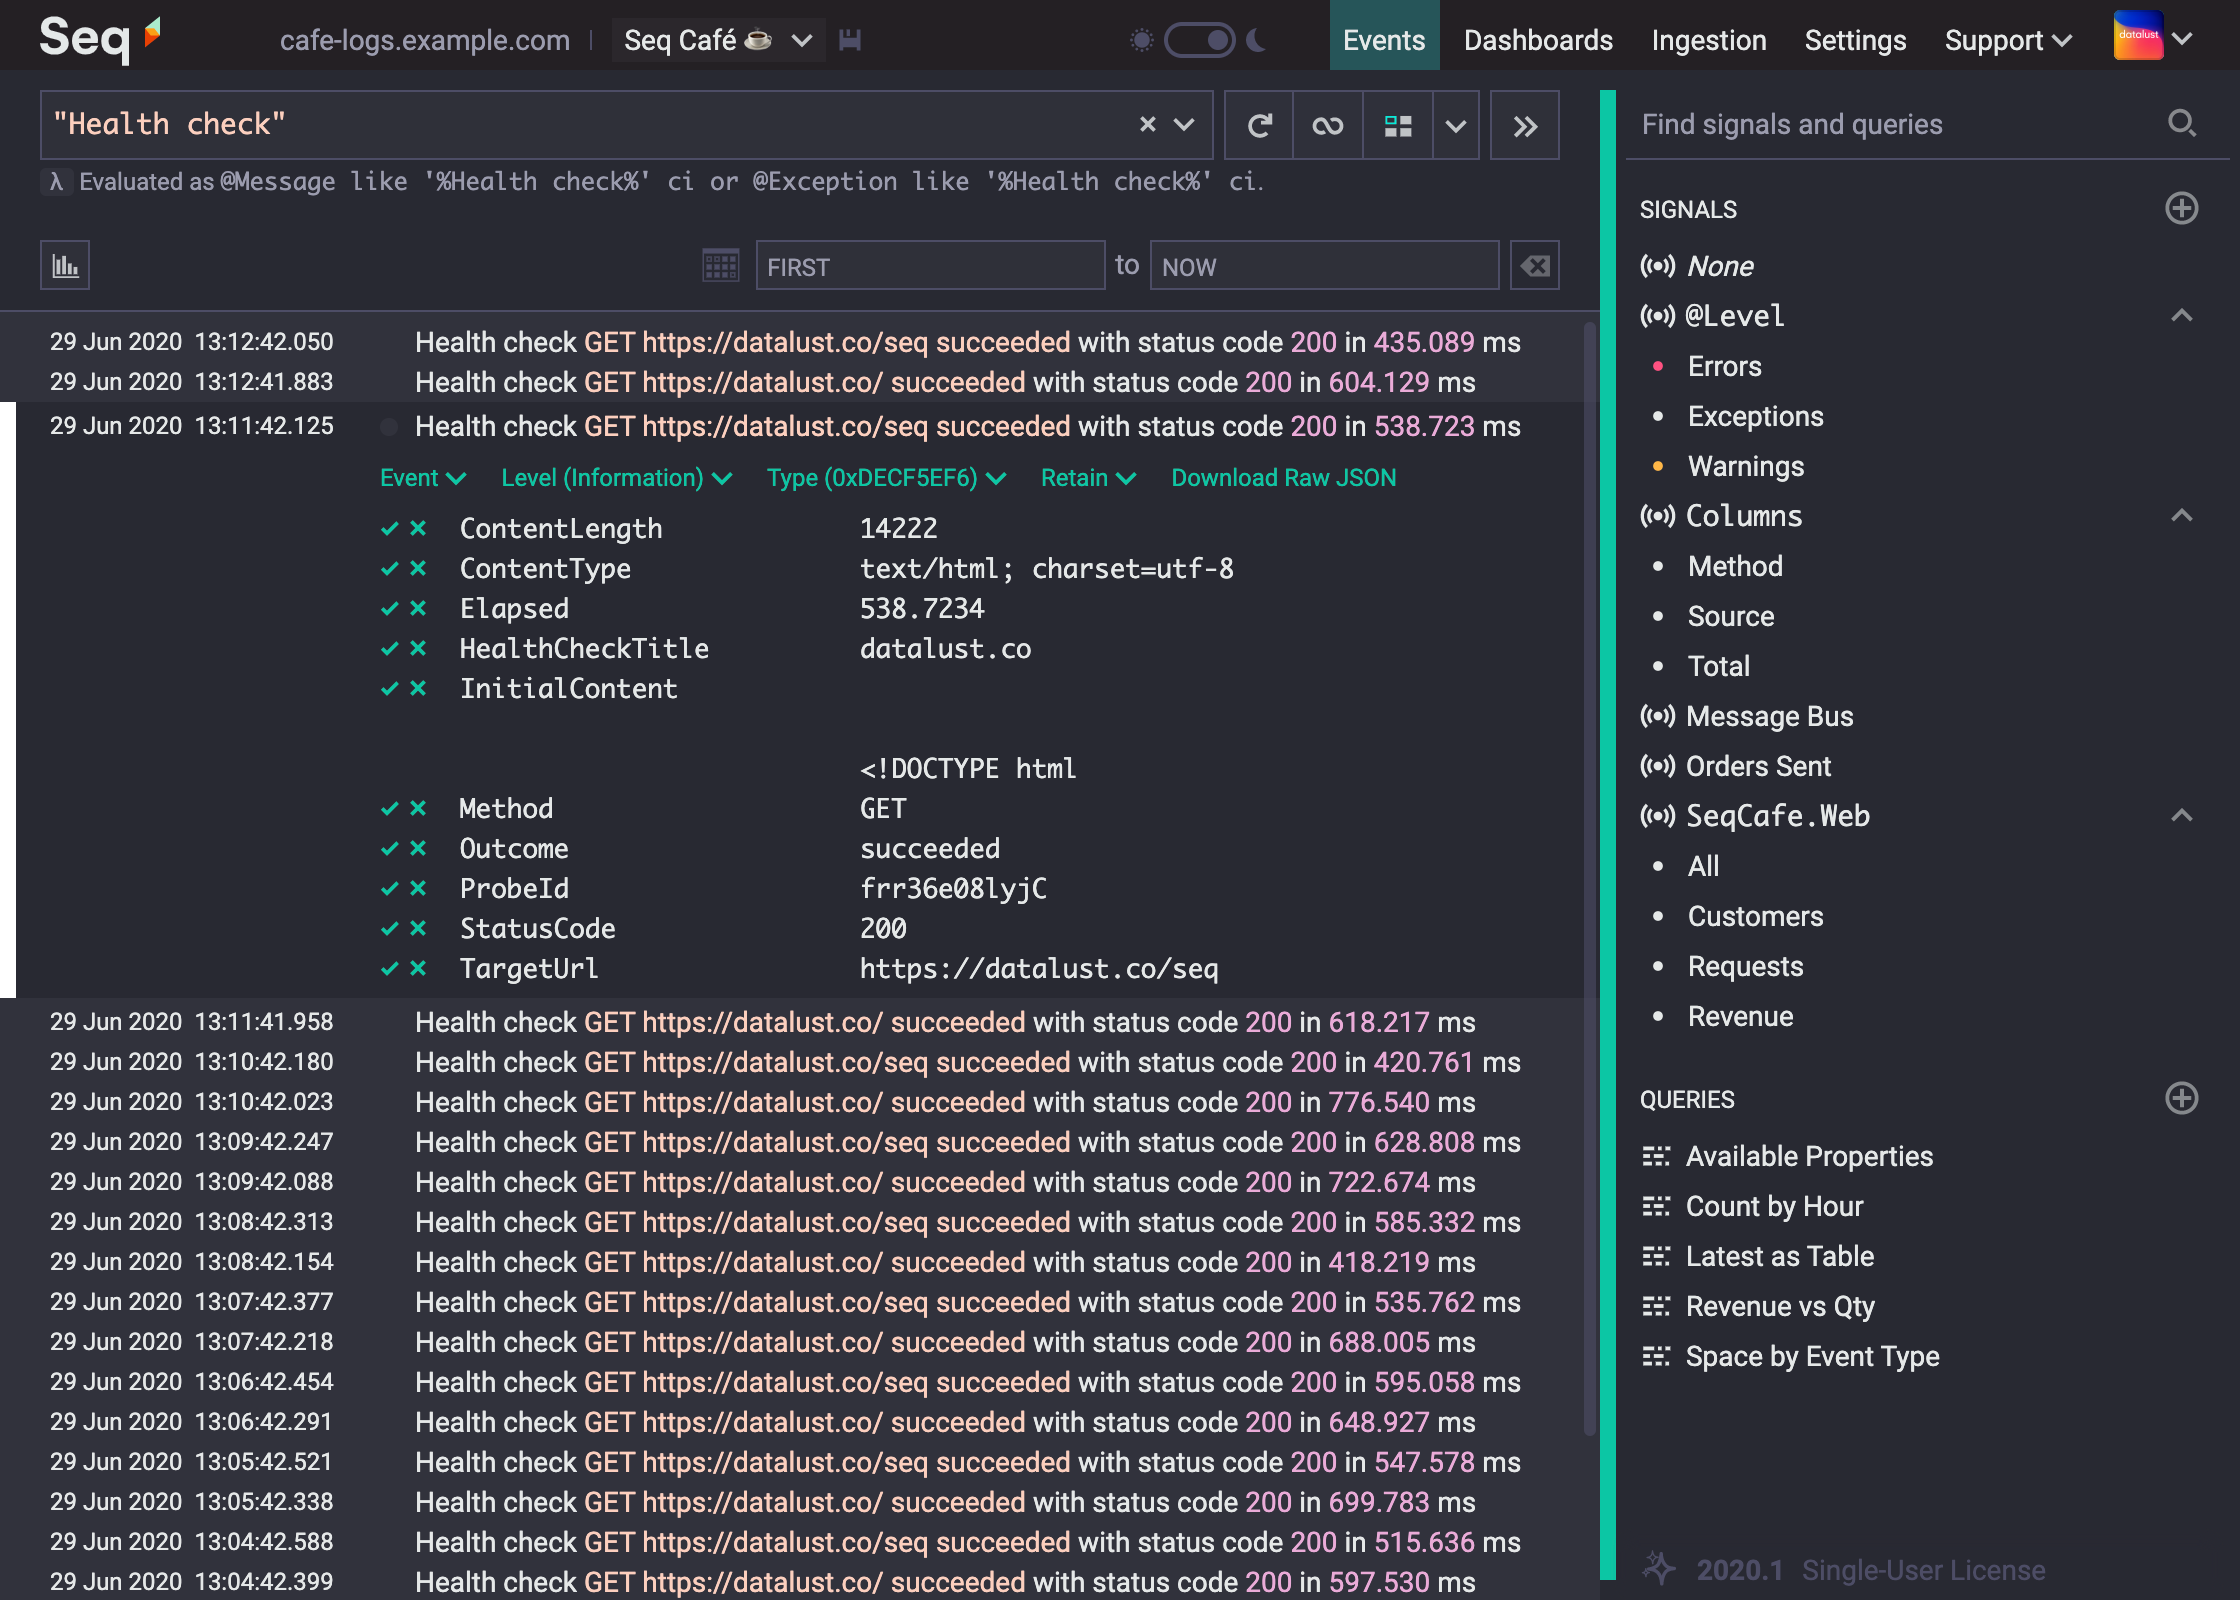 Seq
cafe-logs.example.com | Seq Café
Events Dashboards Ingestion Settings Support
datalust
"Health check"
λ Evaluated as @Message like '%Health check%' ci or @Exception like '%Health check%' ci.
FIRST to NOW
29 Jun 2020 13:12:42.050 Health check GET https://datalust.co/seq succeeded with status code 200 in 435.089 ms
29 Jun 2020 13:12:41.883 Health check GET https://datalust.co/ succeeded with status code 200 in 604.129 ms
29 Jun 2020 13:11:42.125 Health check GET https://datalust.co/seq succeeded with status code 200 in 538.723 ms
Event Level (Information) Type (0xDECF5EF6) Retain Download Raw JSON
ContentLength 14222
ContentType text/html; charset=utf-8
Elapsed 538.7234
HealthCheckTitle datalust.co
InitialContent
<!DOCTYPE html
Method GET
Outcome succeeded
ProbeId frr36e08lyjC
StatusCode 200
TargetUrl https://datalust.co/seq
29 Jun 2020 13:11:41.958 Health check GET https://datalust.co/ succeeded with status code 200 in 618.217 ms
29 Jun 2020 13:10:42.180 Health check GET https://datalust.co/seq succeeded with status code 200 in 420.761 ms
29 Jun 2020 13:10:42.023 Health check GET https://datalust.co/ succeeded with status code 200 in 776.540 ms
29 Jun 2020 13:09:42.247 Health check GET https://datalust.co/seq succeeded with status code 200 in 628.808 ms
29 Jun 2020 13:09:42.088 Health check GET https://datalust.co/ succeeded with status code 200 in 722.674 ms
29 Jun 2020 13:08:42.313 Health check GET https://datalust.co/seq succeeded with status code 200 in 585.332 ms
29 Jun 2020 13:08:42.154 Health check GET https://datalust.co/ succeeded with status code 200 in 418.219 ms
29 Jun 2020 13:07:42.377 Health check GET https://datalust.co/seq succeeded with status code 200 in 535.762 ms
29 Jun 2020 13:07:42.218 Health check GET https://datalust.co/ succeeded with status code 200 in 688.005 ms
29 Jun 2020 13:06:42.454 Health check GET https://datalust.co/seq succeeded with status code 200 in 595.058 ms
29 Jun 2020 13:06:42.291 Health check GET https://datalust.co/ succeeded with status code 200 in 648.927 ms
29 Jun 2020 13:05:42.521 Health check GET https://datalust.co/seq succeeded with status code 200 in 547.578 ms
29 Jun 2020 13:05:42.338 Health check GET https://datalust.co/ succeeded with status code 200 in 699.783 ms
29 Jun 2020 13:04:42.588 Health check GET https://datalust.co/seq succeeded with status code 200 in 515.636 ms
29 Jun 2020 13:04:42.399 Health check GET https://datalust.co/ succeeded with status code 200 in 597.530 ms
Find signals and queries
SIGNALS
None
@Level
Errors
Exceptions
Warnings
Columns
Method
Source
Total
Message Bus
Orders Sent
SeqCafe.Web
All
Customers
Requests
Revenue
QUERIES
Available Properties
Count by Hour
Latest as Table
Revenue vs Qty
Space by Event Type
2020.1 Single-User License